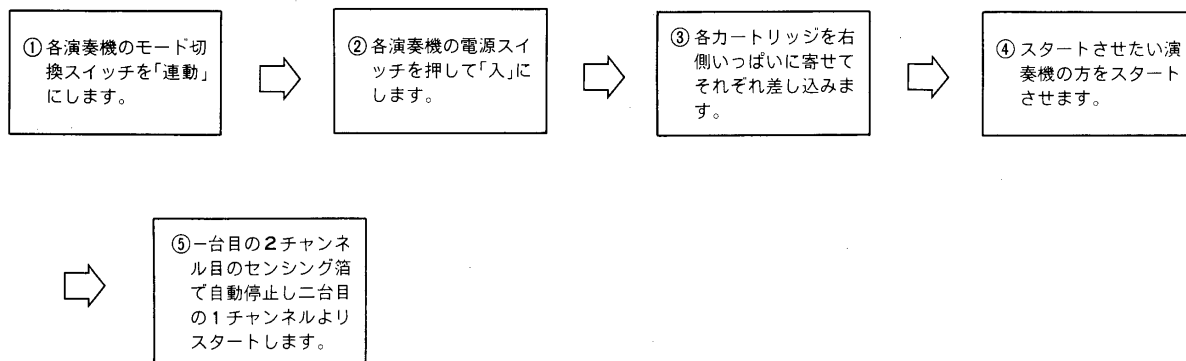 ①各演奏機のモード切
換スイッチを「連動」
にします。
②各演奏機の電源スイ
ッチを押して「入」に
します。
③各カートリッジを右
側いっぱいに寄せて
それぞれ差し込みま
す。
④スタートさせたい演
奏機の方をスタート
させます。
⑤一台目の2チャンネ
ル目のセンシング箔
で自動停止し二台目
の1チャンネルより
スタートします。